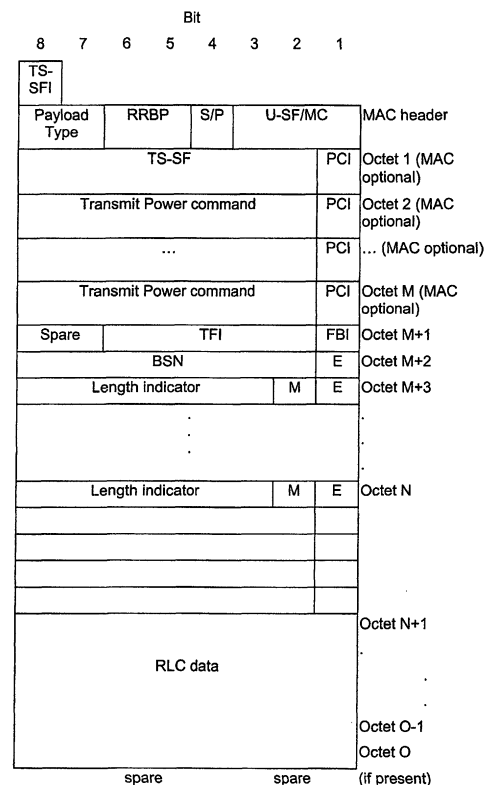 Bit
8 7 6 5 4 3 2 1
TS-
SFI
Payload
Type
RRBP S/P U-SF/MC MAC header
TS-SF PCI Octet 1 (MAC
optional)
Transmit Power command PCI Octet 2 (MAC
optional)
... PCI ... (MAC optional)
Transmit Power command PCI Octet M (MAC
optional)
Spare TFI FBI Octet M+1
BSN E Octet M+2
Length indicator M E Octet M+3
Length indicator M E Octet N
Octet N+1
RLC data
Octet O-1
Octet O
spare spare (if present)